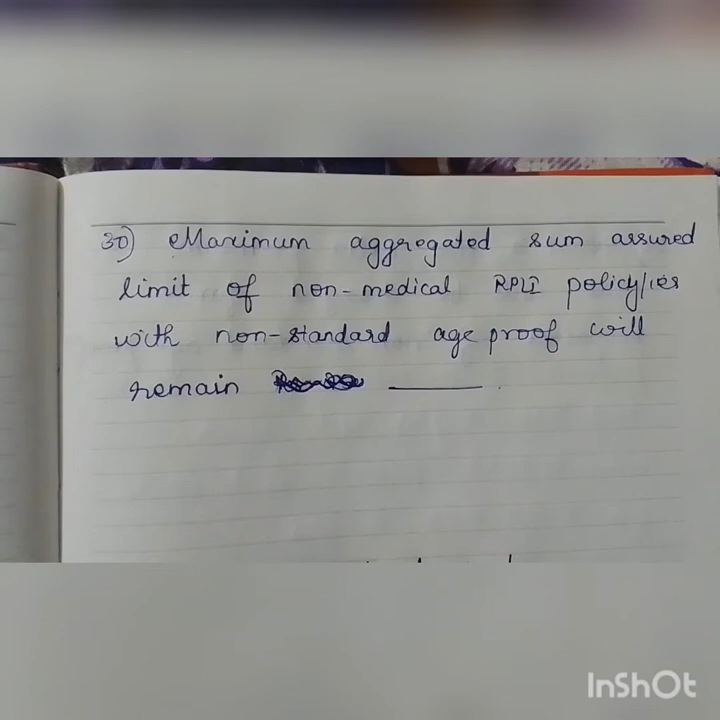 30) Maximum aggregated sum assured
limit of non-medical RPLI policy/ies
with non-standard age proof will
remain ______.
InShOt